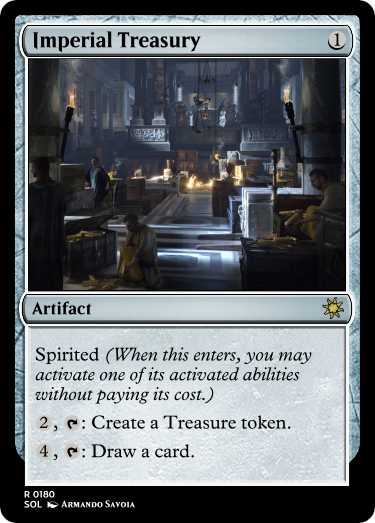 Imperial Treasury 1
Artifact
Spirited (When this enters, you may
activate one of its activated abilities
without paying its cost.)
2, : Create a Treasure token.
4, : Draw a card.
R 0180
SOL Armando Savoia